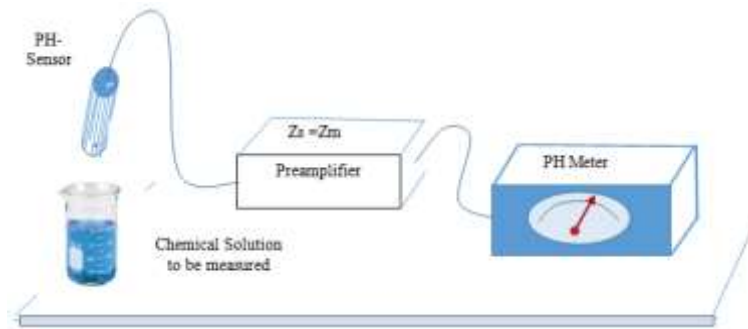 PH-
Sensor
Zs =Zm
Preamplifier
PH Meter
Chemical Solution
to be measured